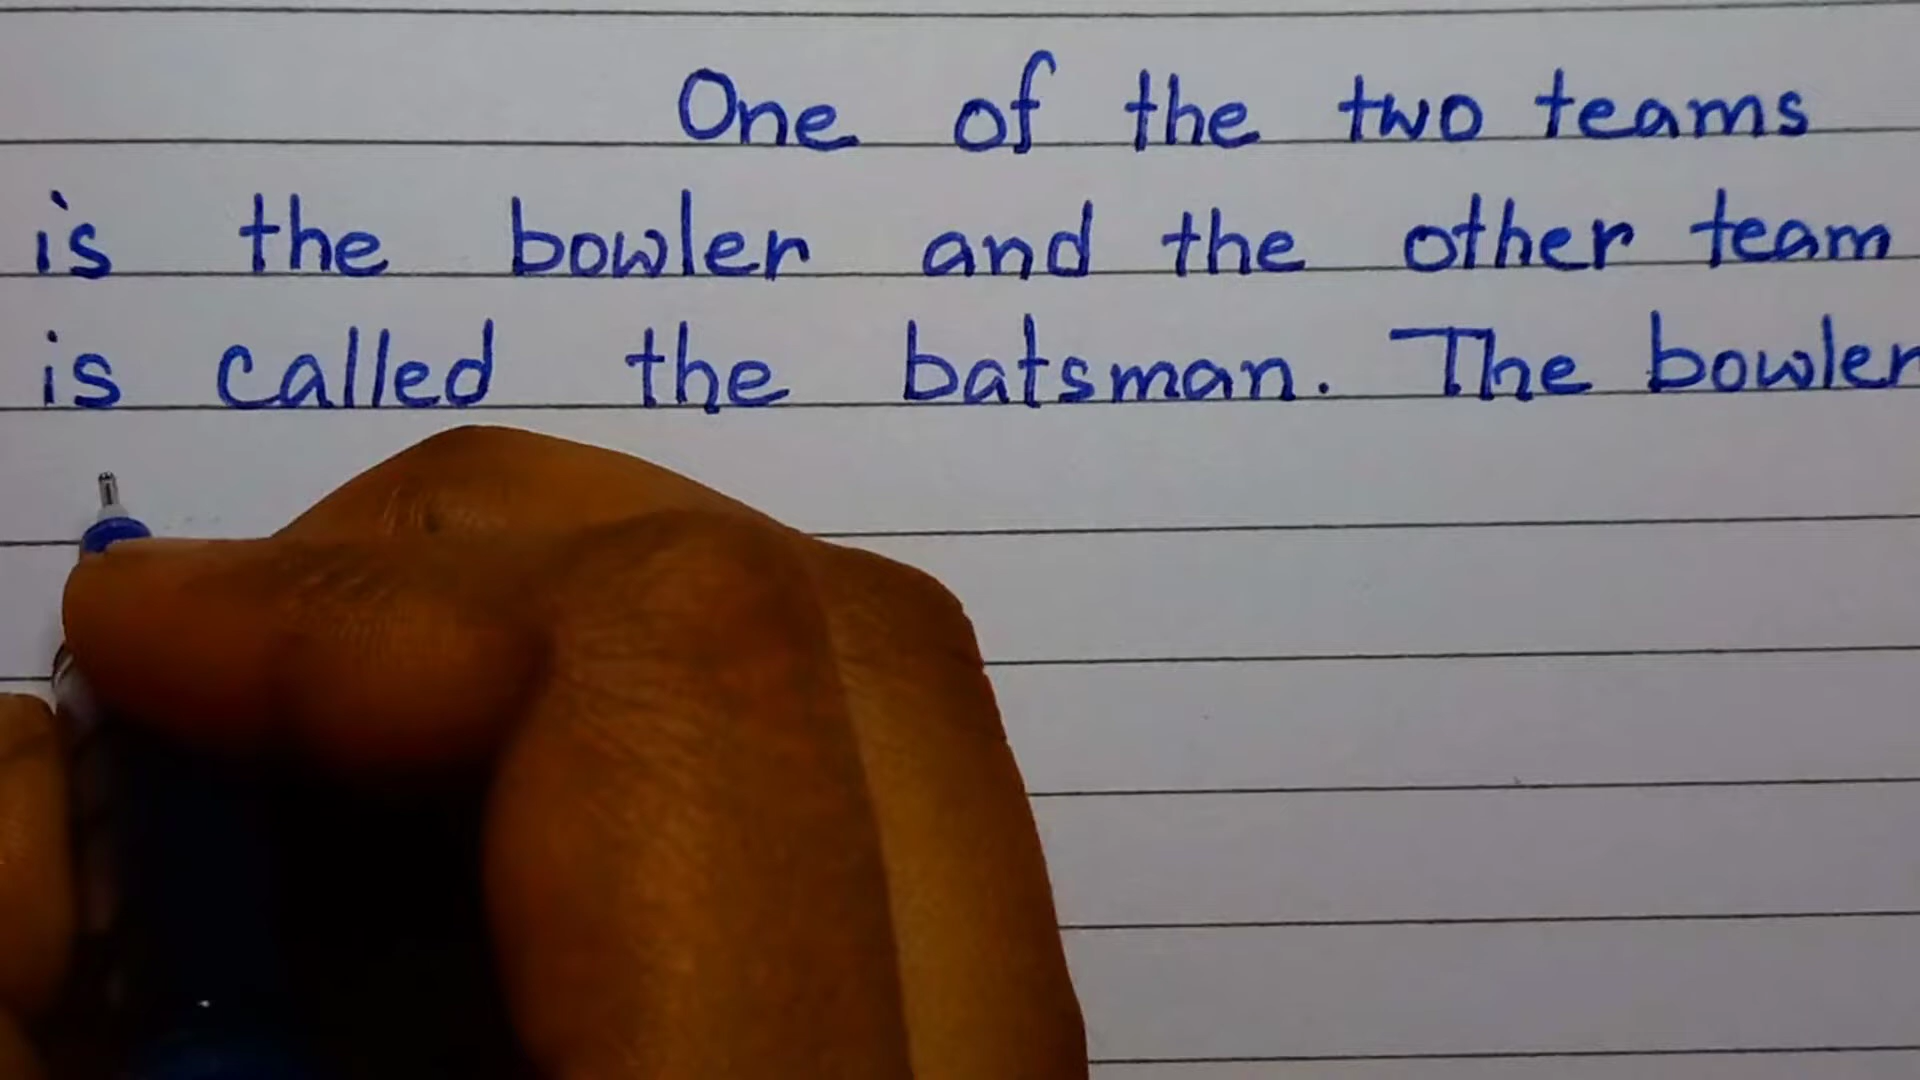 One of the two teams
is the bowler and the other team
is called the batsman. The bowler